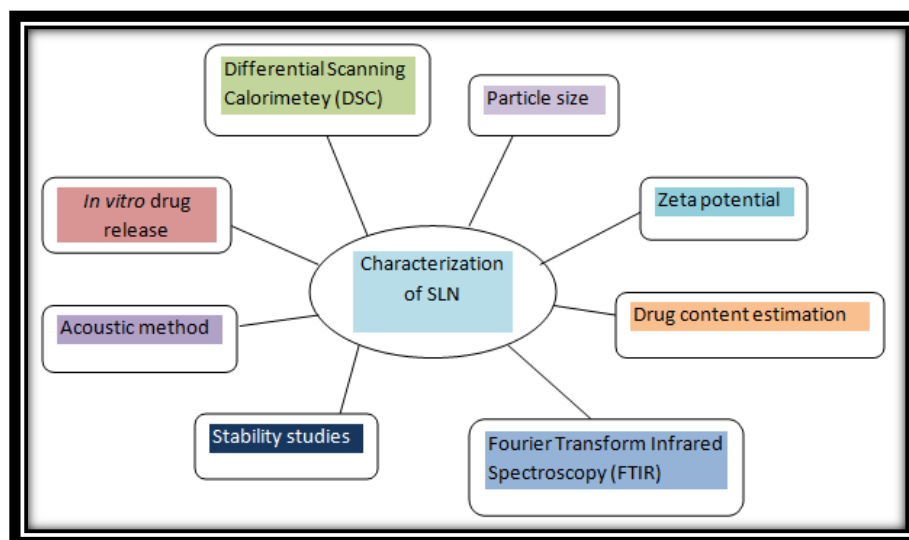 Differential Scanning
Calorimetey (DSC)
Particle size
In vitro drug
release
Zeta potential
Characterization
of SLN
Acoustic method
Drug content estimation
Stability studies
Fourier Transform Infrared
Spectroscopy (FTIR)